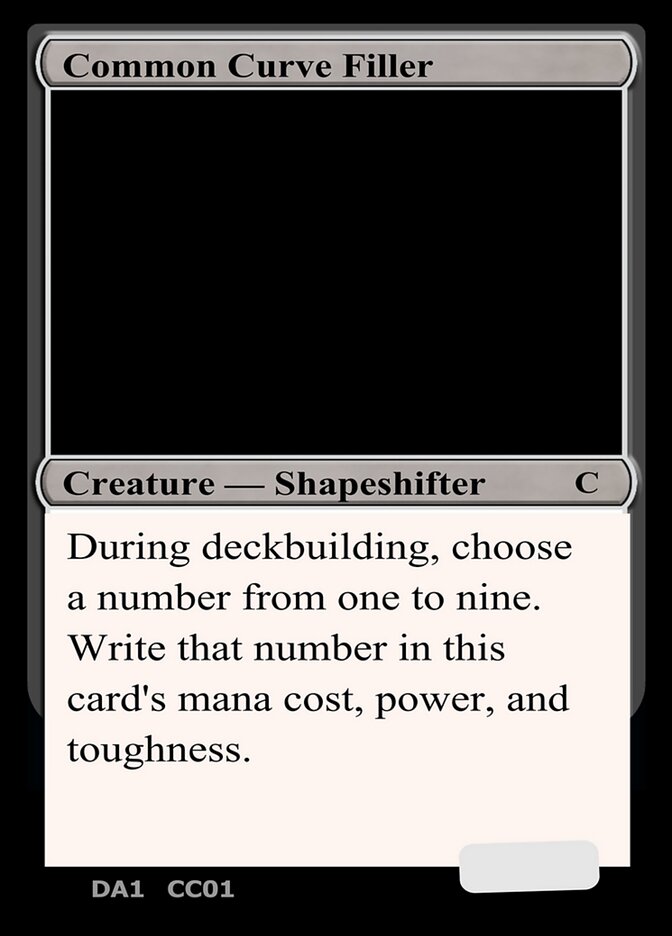 Common Curve Filler
Creature — Shapeshifter C
During deckbuilding, choose
a number from one to nine.
Write that number in this
card's mana cost, power, and
toughness.
DA1 CC01